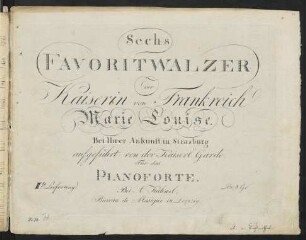 Sechs
FAVORITWALZER
Der
Kaiserin von Frankreich
Marie Louise,
Bei Ihrer Ankunft in Strasburg
aufgeführt von der Kaiserl. Garde
Für das
PIANOFORTE.
Lieferung
Bei A. Kühnel,
Bureau de Musique in Leipzig.